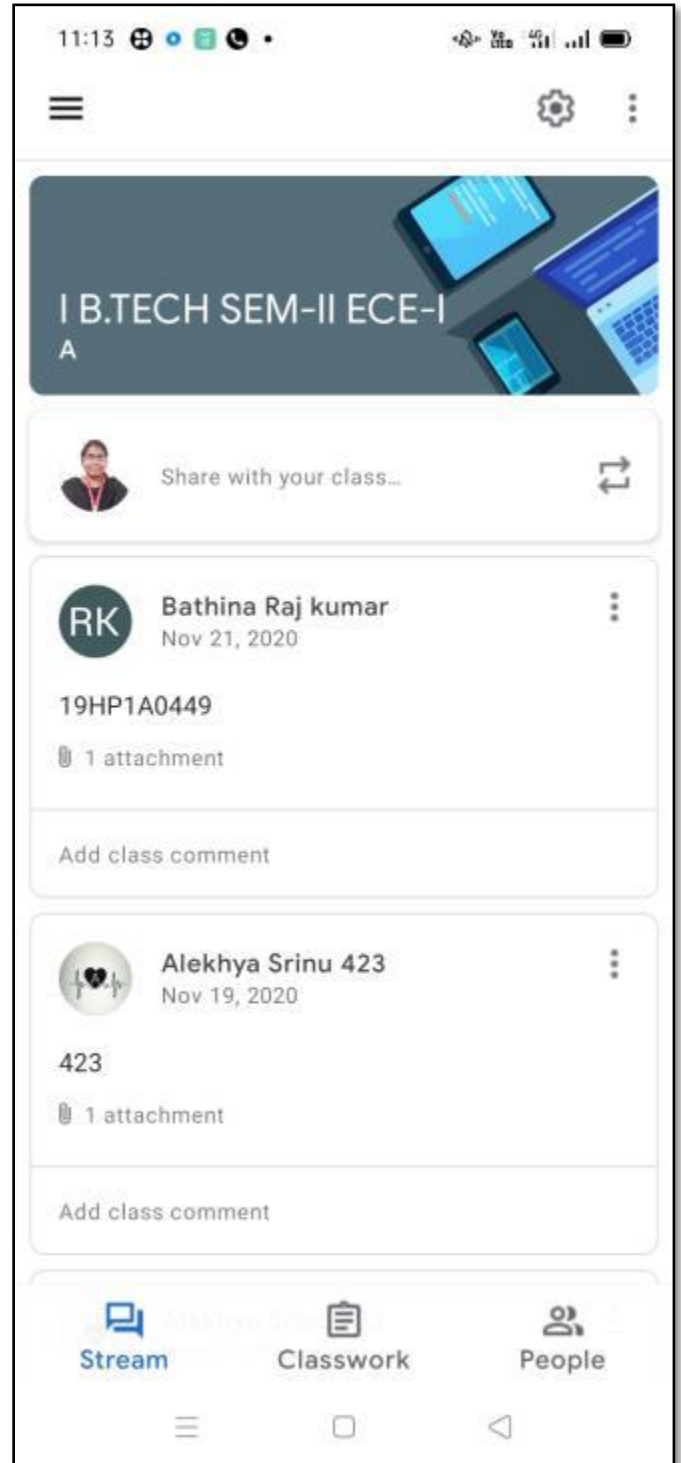 11:13
I B.TECH SEM-II ECE-I
A
Share with your class...
RK
Bathina Raj kumar
Nov 21, 2020
19HP1A0449
1 attachment
Add class comment
Alekhya Srinu 423
Nov 19, 2020
423
1 attachment
Add class comment
Stream
Classwork
People